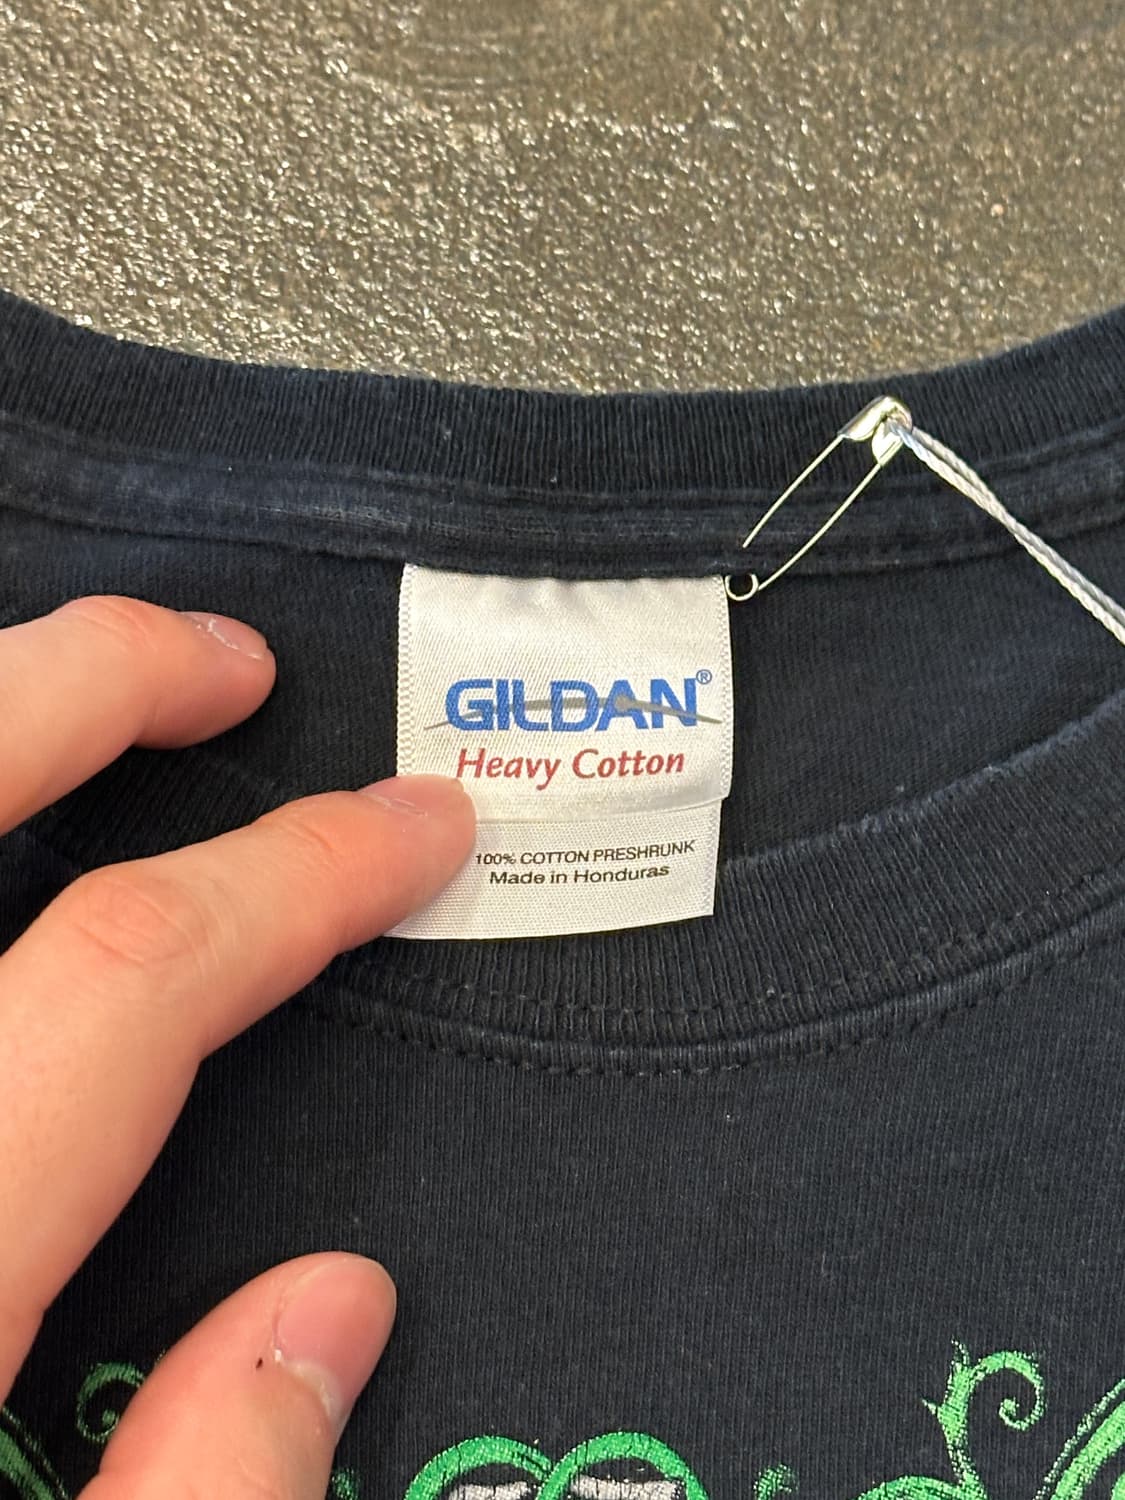 GILDAN®
Heavy Cotton
100% COTTON PRESHRUNK
Made in Honduras